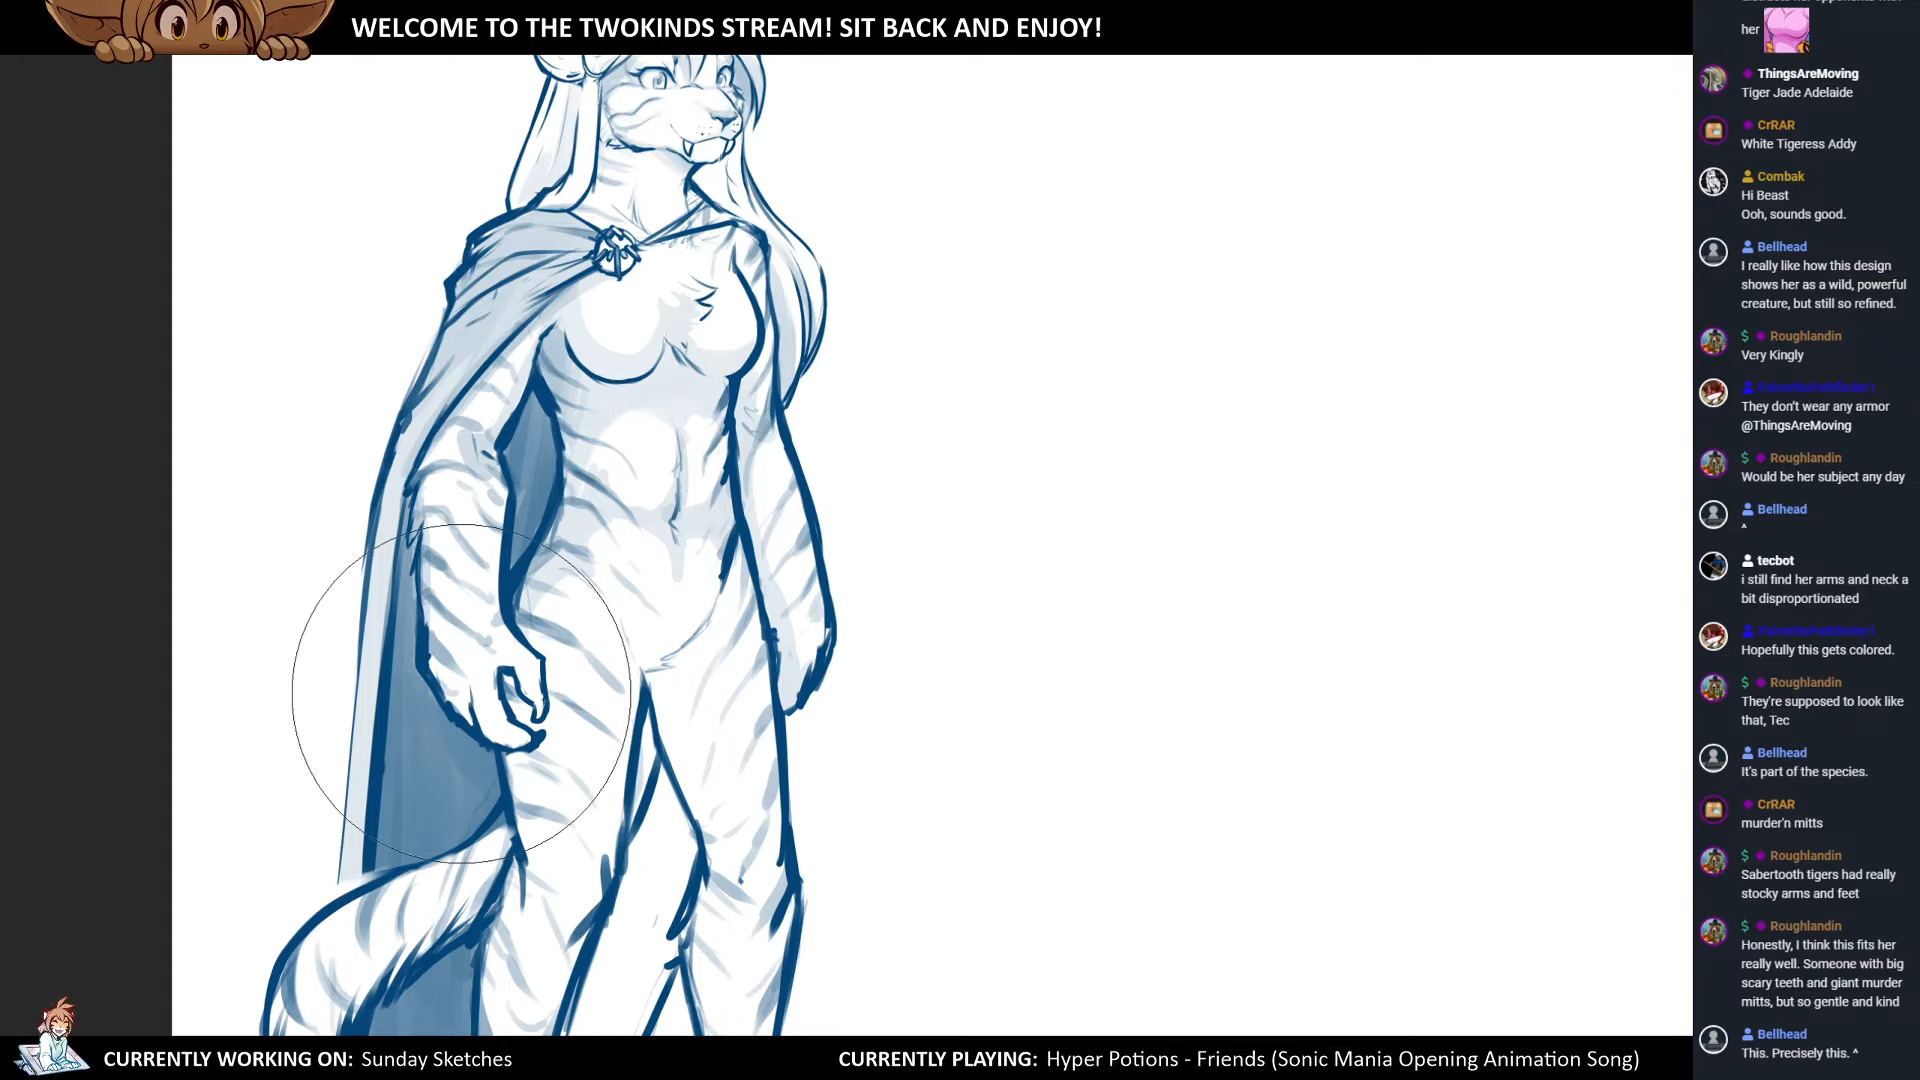 WELCOME TO THE TWOKINDS STREAM! SIT BACK AND ENJOY!
her
ThingsAreMoving
Tiger Jade Adelaide
CrRAR
White Tigeress Addy
Combak
Hi Beast
Ooh, sounds good.
Bellhead
I really like how this design
shows her as a wild, powerful
creature, but still so refined.
$ Roughlandin
Very Kingly
PalmettoPathfinder1
They don't wear any armor
@ThingsAreMoving
$ Roughlandin
Would be her subject any day
Bellhead
^
tecbot
i still find her arms and neck a
bit disproportionated
PalmettoPathfinder1
Hopefully this gets colored.
$ Roughlandin
They're supposed to look like
that, Tec
Bellhead
It's part of the species.
CrRAR
murder'n mitts
$ Roughlandin
Sabertooth tigers had really
stocky arms and feet
$ Roughlandin
Honestly, I think this fits her
really well. Someone with big
scary teeth and giant murder
mitts, but so gentle and kind
Bellhead
This. Precisely this. ^
CURRENTLY WORKING ON: Sunday Sketches
CURRENTLY PLAYING: Hyper Potions - Friends (Sonic Mania Opening Animation Song)